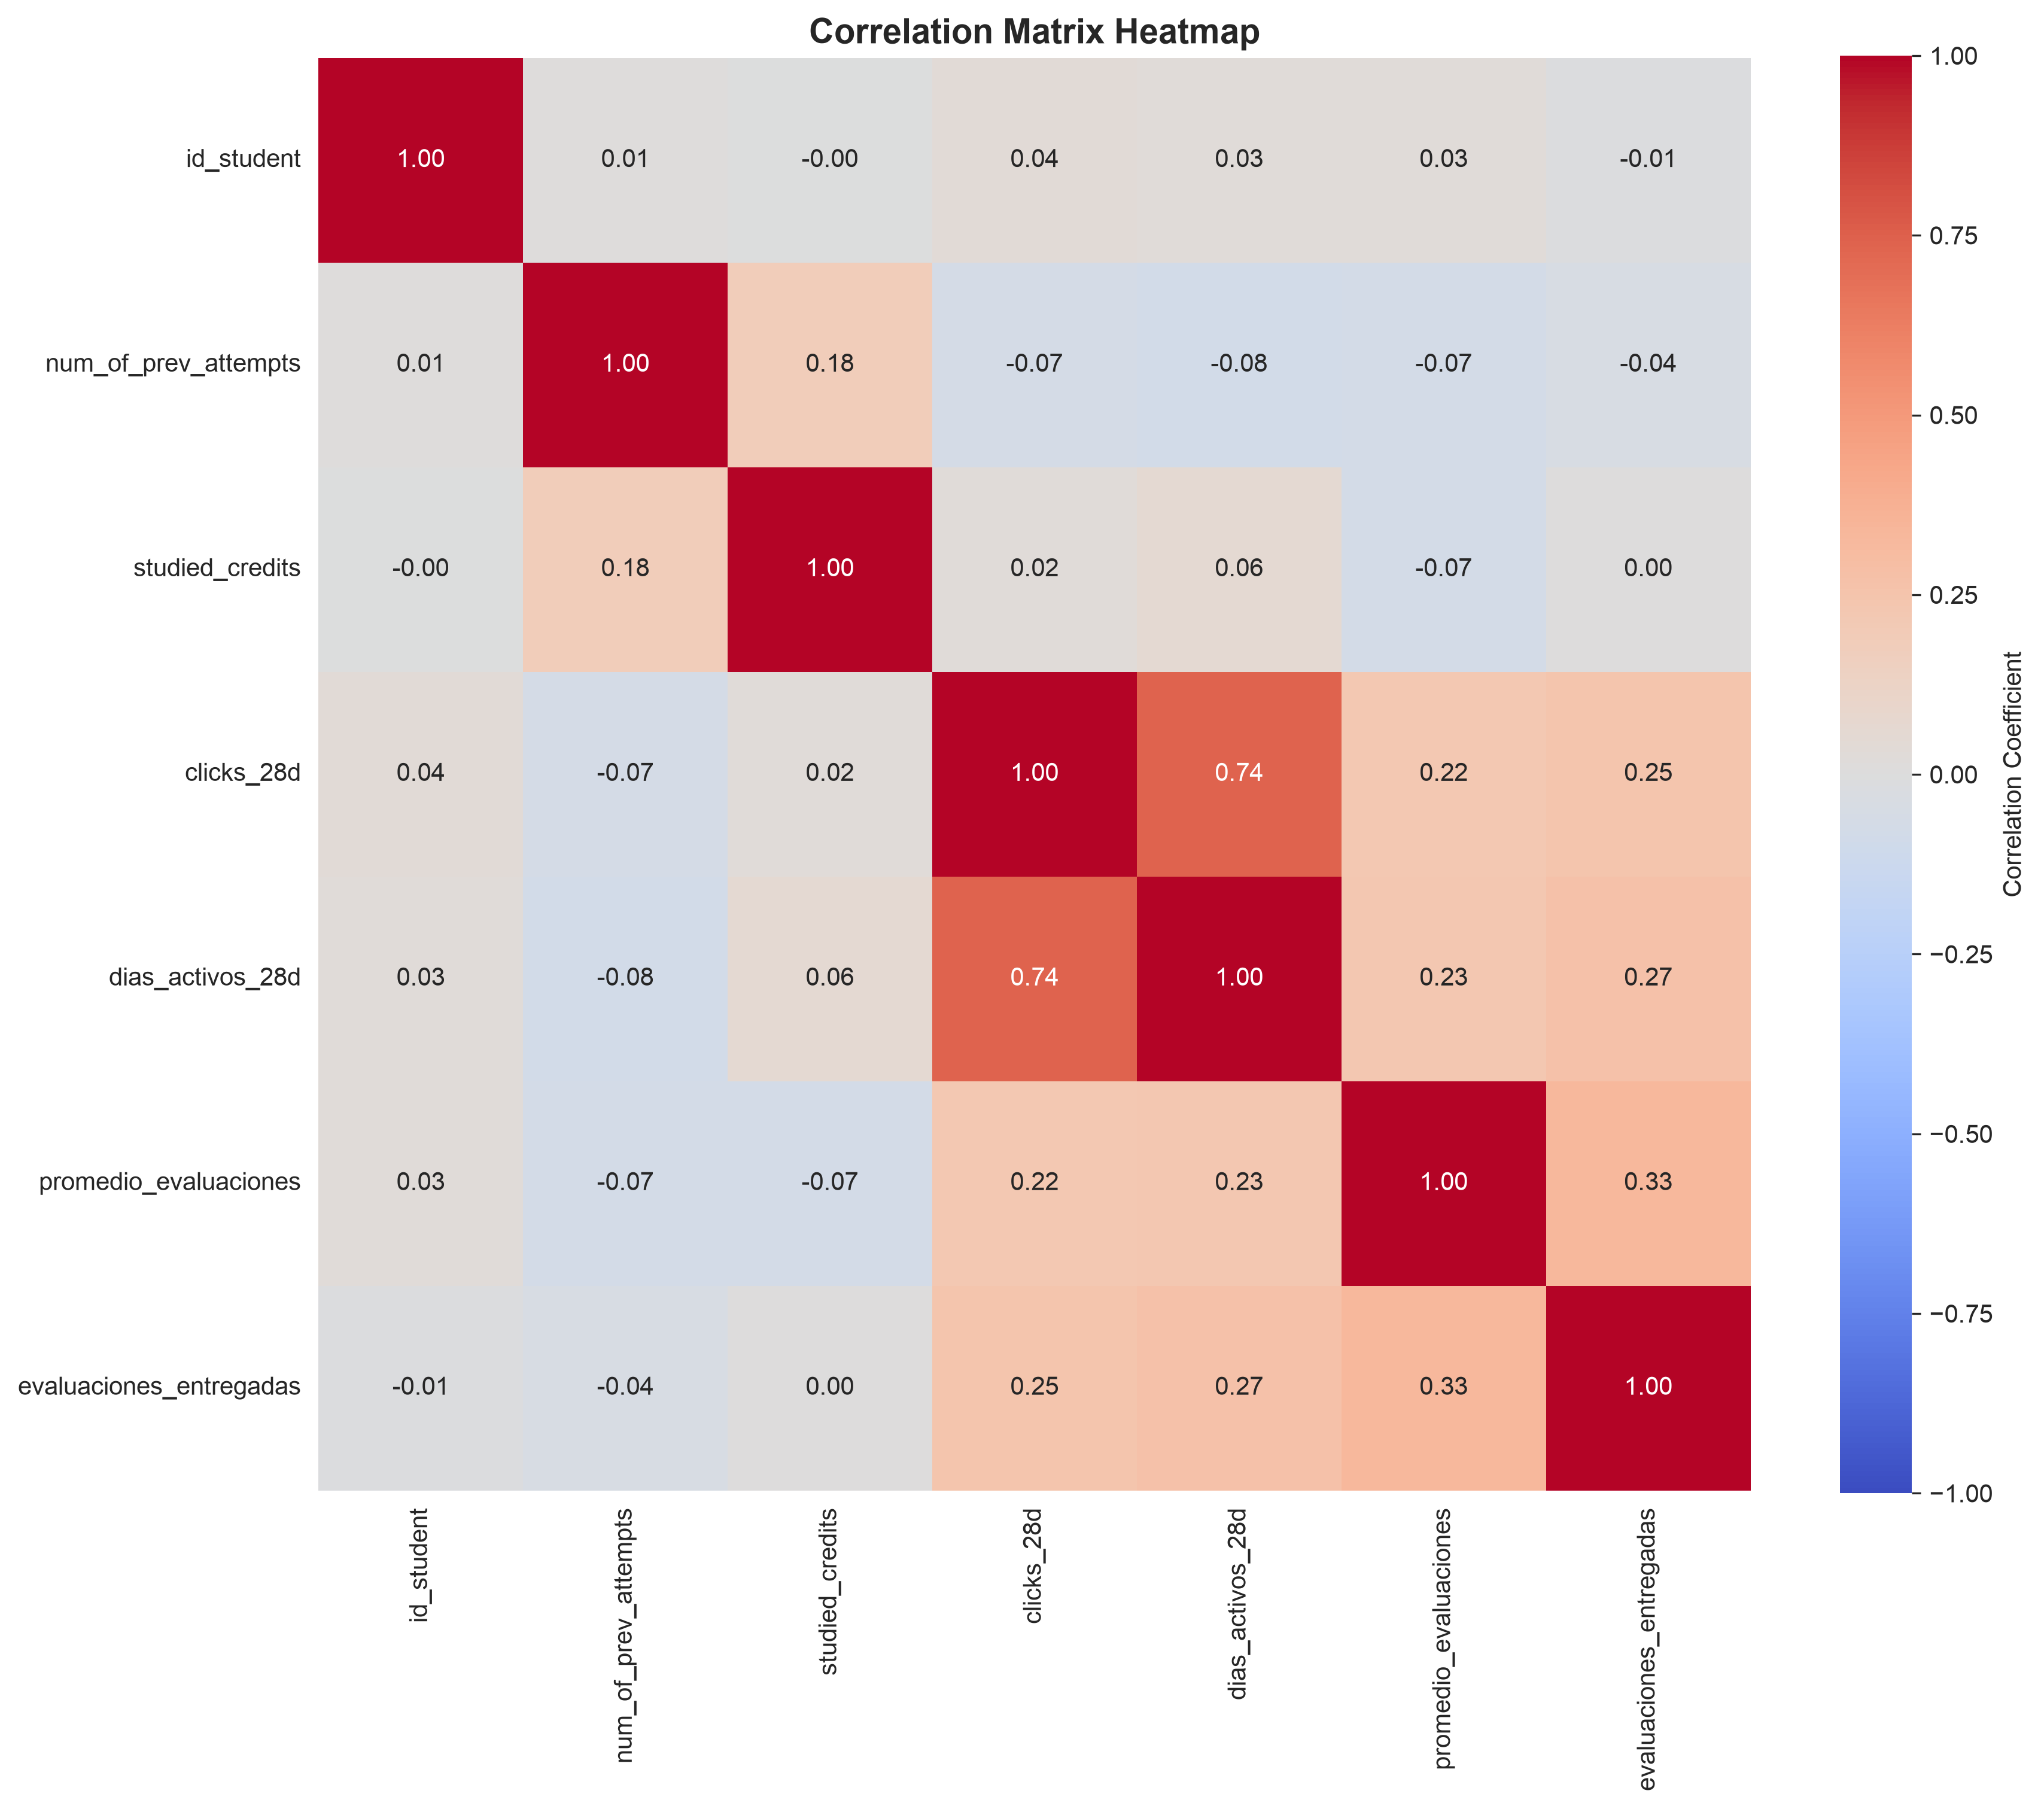 Correlation Matrix Heatmap
id_student 1.00 0.01 -0.00 0.04 0.03 0.03 -0.01
num_of_prev_attempts 0.01 1.00 0.18 -0.07 -0.08 -0.07 -0.04
studied_credits -0.00 0.18 1.00 0.02 0.06 -0.07 0.00
clicks_28d 0.04 -0.07 0.02 1.00 0.74 0.22 0.25
dias_activos_28d 0.03 -0.08 0.06 0.74 1.00 0.23 0.27
promedio_evaluaciones 0.03 -0.07 -0.07 0.22 0.23 1.00 0.33
evaluaciones_entregadas -0.01 -0.04 0.00 0.25 0.27 0.33 1.00
id_student
num_of_prev_attempts
studied_credits
clicks_28d
dias_activos_28d
promedio_evaluaciones
evaluaciones_entregadas
1.00
0.75
0.50
0.25
0.00
−0.25
−0.50
−0.75
−1.00
Correlation Coefficient